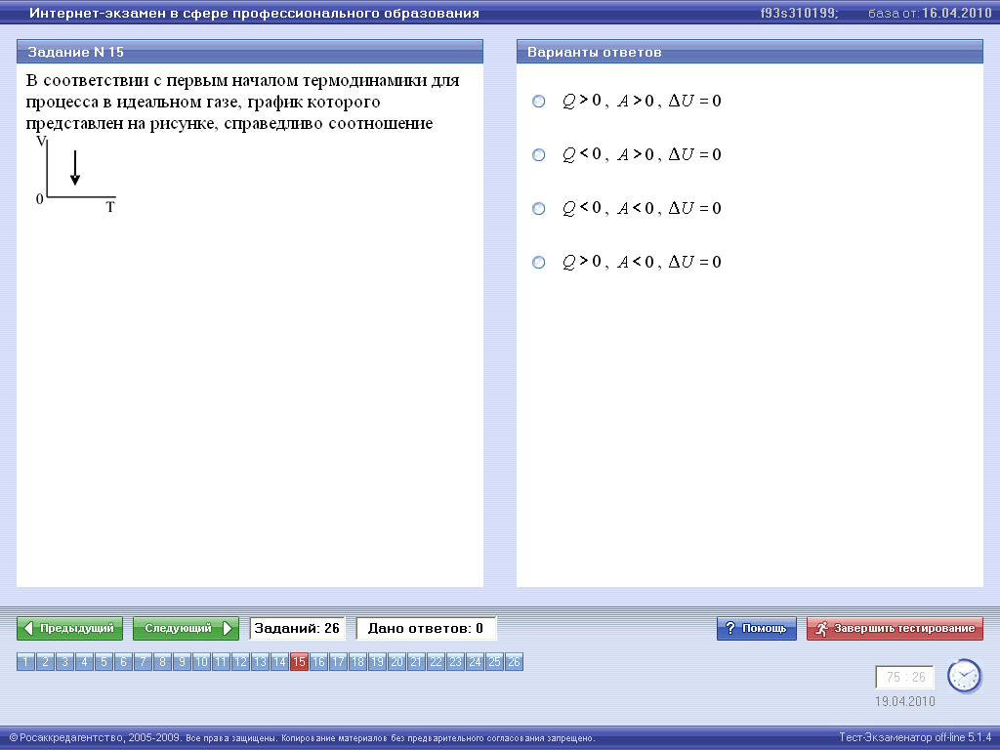 Интернет-экзамен в сфере профессионального образования
f93s310199; база от: 16.04.2010
Задание N 15
В соответствии с первым началом термодинамики для
процесса в идеальном газе, график которого
представлен на рисунке, справедливо соотношение
V
0
T
Варианты ответов
Q > 0 , A > 0 , ΔU = 0
Q < 0 , A > 0 , ΔU = 0
Q < 0 , A < 0 , ΔU = 0
Q > 0 , A < 0 , ΔU = 0
Предыдущий Следующий Заданий: 26 Дано ответов: 0 ? Помощь Завершить тестирование
1 2 3 4 5 6 7 8 9 10 11 12 13 14 15 16 17 18 19 20 21 22 23 24 25 26
75 : 26
19.04.2010
© Росаккредагентство, 2005-2009. Все права защищены. Копирование материалов без предварительного согласования запрещено. Тест-Экзаменатор off-line 5.1.4